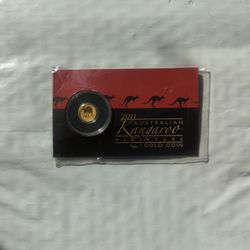 2011
AUSTRALIAN
Kangaroo
MINIATURE
GOLD COIN